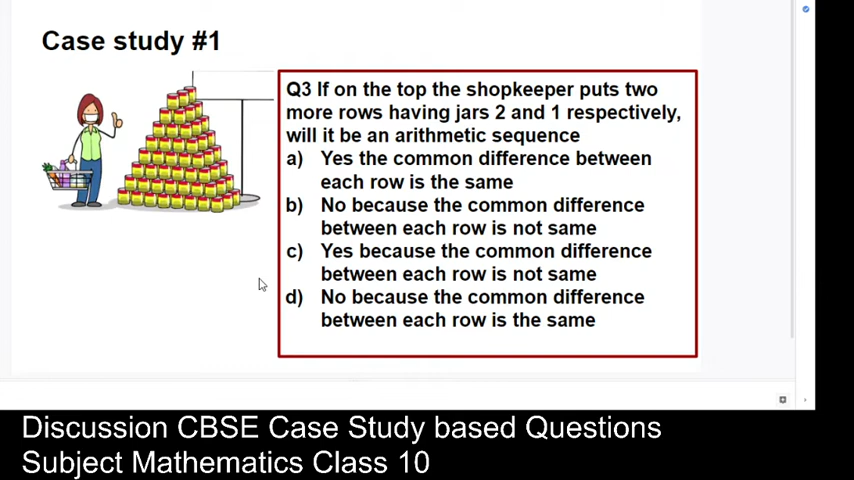 Case study #1
Q3 If on the top the shopkeeper puts two
more rows having jars 2 and 1 respectively,
will it be an arithmetic sequence
a) Yes the common difference between
each row is the same
b) No because the common difference
between each row is not same
c) Yes because the common difference
between each row is not same
d) No because the common difference
between each row is the same
Discussion CBSE Case Study based Questions
Subject Mathematics Class 10